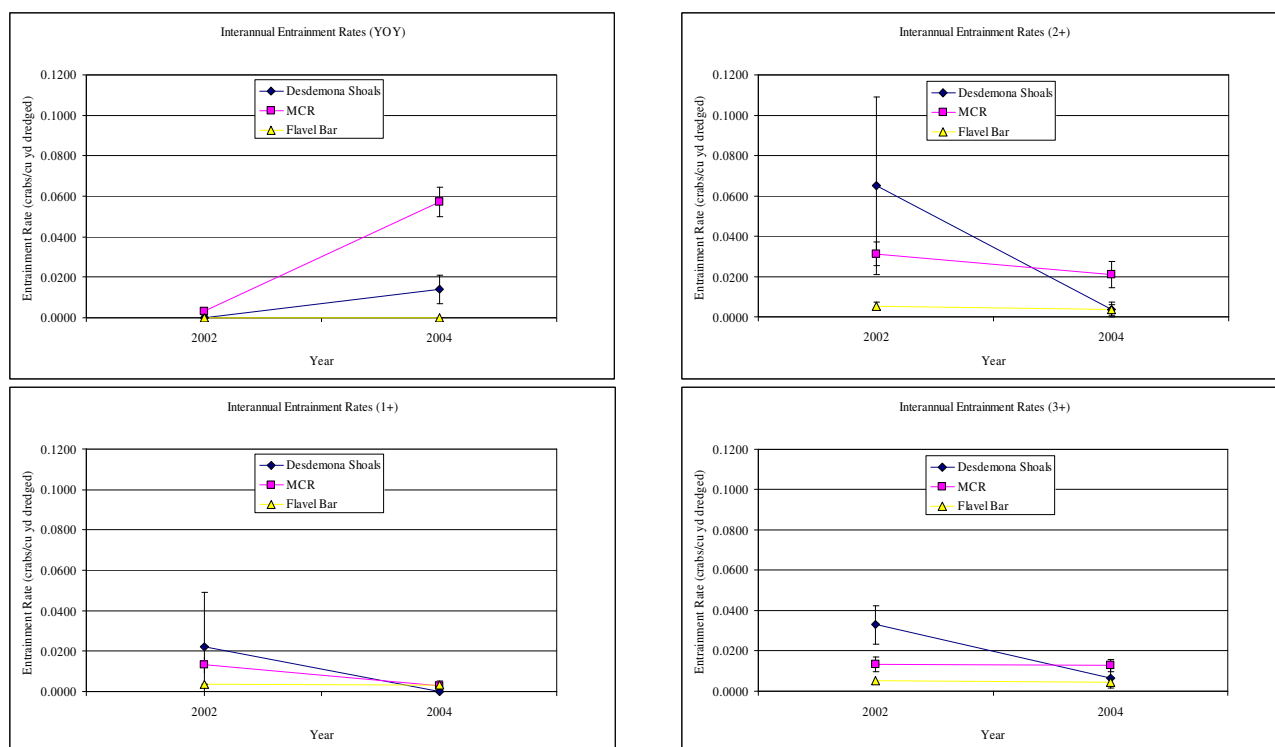 Interannual Entrainment Rates (YOY)
Entrainment Rate (crabs/cu yd dredged)
0.1200
0.1000
0.0800
0.0600
0.0400
0.0200
0.0000
Desdemona Shoals
MCR
Flavel Bar
2002
2004
Year
Interannual Entrainment Rates (2+)
Entrainment Rate (crabs/cu yd dredged)
0.1200
0.1000
0.0800
0.0600
0.0400
0.0200
0.0000
Desdemona Shoals
MCR
Flavel Bar
2002
2004
Year
Interannual Entrainment Rates (1+)
Entrainment Rate (crabs/cu yd dredged)
0.1200
0.1000
0.0800
0.0600
0.0400
0.0200
0.0000
Desdemona Shoals
MCR
Flavel Bar
2002
2004
Year
Interannual Entrainment Rates (3+)
Entrainment Rate (crabs/cu yd dredged)
0.1200
0.1000
0.0800
0.0600
0.0400
0.0200
0.0000
Desdemona Shoals
MCR
Flavel Bar
2002
2004
Year